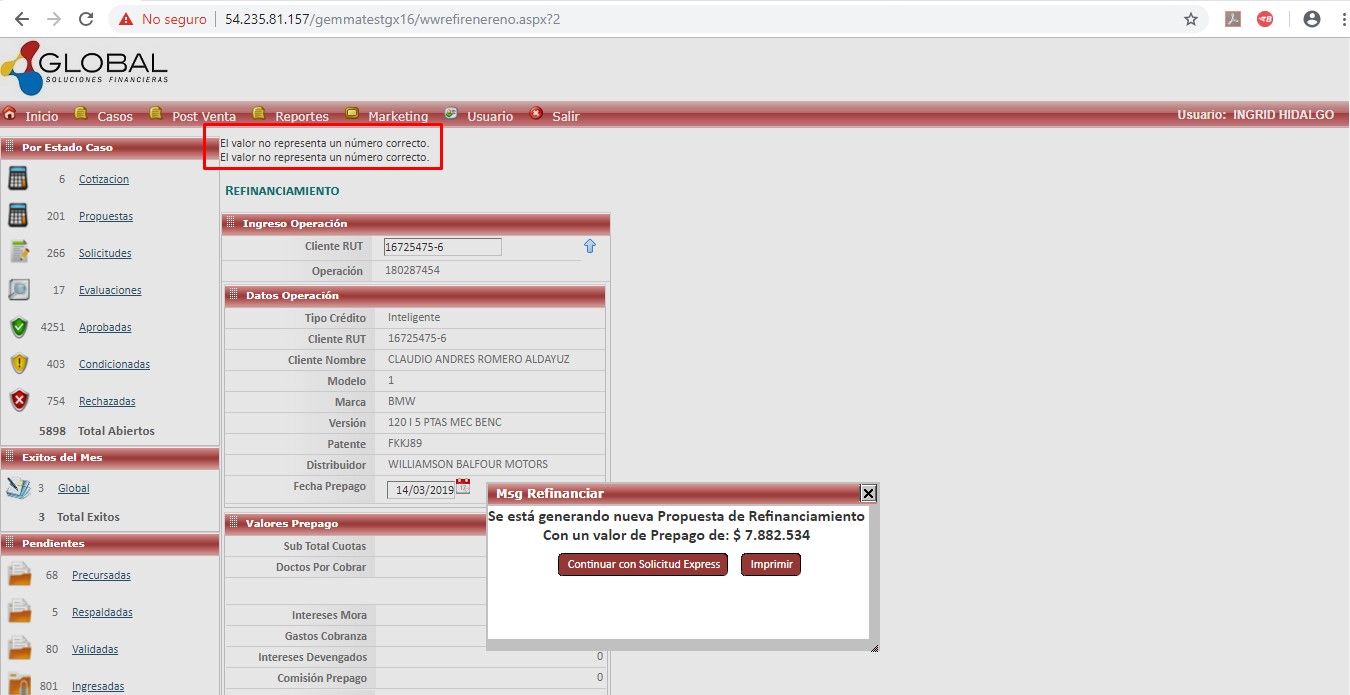 No seguro
54.235.81.157/gemmatestgx16/wwrefirenereno.aspx?2
GLOBAL
SOLUCIONES FINANCIERAS
Inicio Casos Post Venta Reportes Marketing Usuario Salir Usuario: INGRID HIDALGO
Por Estado Caso
6 Cotizacion
201 Propuestas
266 Solicitudes
17 Evaluaciones
4251 Aprobadas
403 Condicionadas
754 Rechazadas
5898 Total Abiertos
Exitos del Mes
3 Global
3 Total Exitos
Pendientes
68 Precursadas
5 Respaldadas
80 Validadas
801 Ingresadas
El valor no representa un número correcto.
El valor no representa un número correcto.
REFINANCIAMIENTO
Ingreso Operación
Cliente RUT 16725475-6
Operación 180287454
Datos Operación
Tipo Crédito Inteligente
Cliente RUT 16725475-6
Cliente Nombre CLAUDIO ANDRES ROMERO ALDAYUZ
Modelo 1
Marca BMW
Versión 120 I 5 PTAS MEC BENC
Patente FKKJ89
Distribuidor WILLIAMSON BALFOUR MOTORS
Fecha Prepago 14/03/2019
Valores Prepago
Sub Total Cuotas
Doctos Por Cobrar
Intereses Mora
Gastos Cobranza
Intereses Devengados 0
Comisión Prepago 0
Msg Refinanciar
Se está generando nueva Propuesta de Refinanciamiento
Con un valor de Prepago de: $ 7.882.534
Continuar con Solicitud Express Imprimir